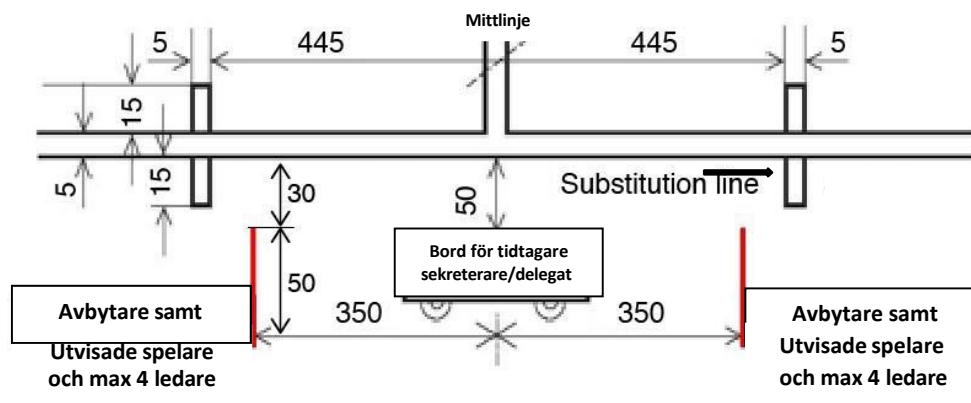 Mittlinje
5
445
445
5
15
5
15
30
50
Substitution line
50
Bord för tidtagare
sekreterare/delegat
350
350
Avbytare samt
Utvisade spelare
och max 4 ledare
Avbytare samt
Utvisade spelare
och max 4 ledare